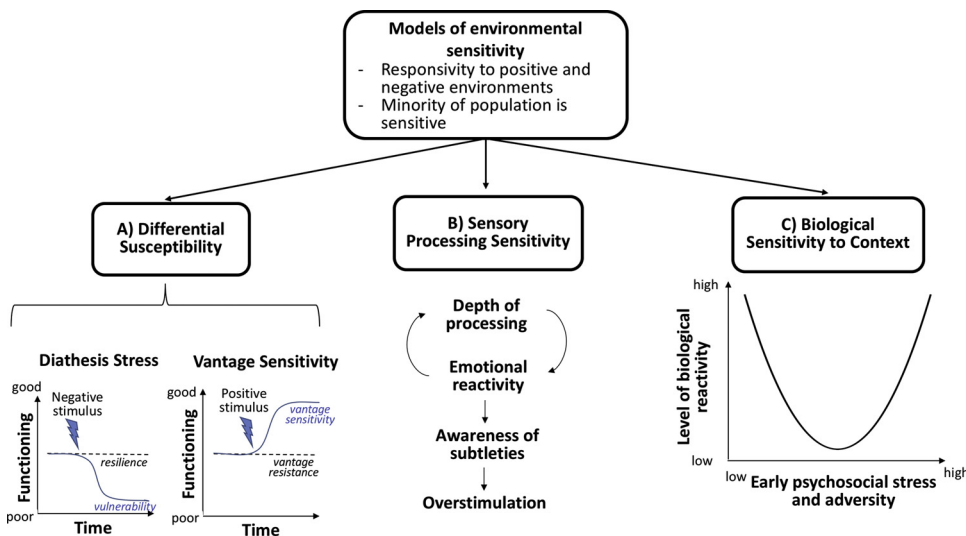 Models of environmental
sensitivity
- Responsivity to positive and
negative environments
- Minority of population is
sensitive
A) Differential
Susceptibility
B) Sensory
Processing Sensitivity
C) Biological
Sensitivity to Context
Diathesis Stress
good
Negative
stimulus
Functioning
resilience
vulnerability
poor
Time
Vantage Sensitivity
good
Positive
stimulus
vantage
sensitivity
Functioning
vantage
resistance
poor
Time
Depth of
processing
Emotional
reactivity
Awareness of
subtleties
Overstimulation
high
Level of biological
reactivity
low
low
high
Early psychosocial stress
and adversity